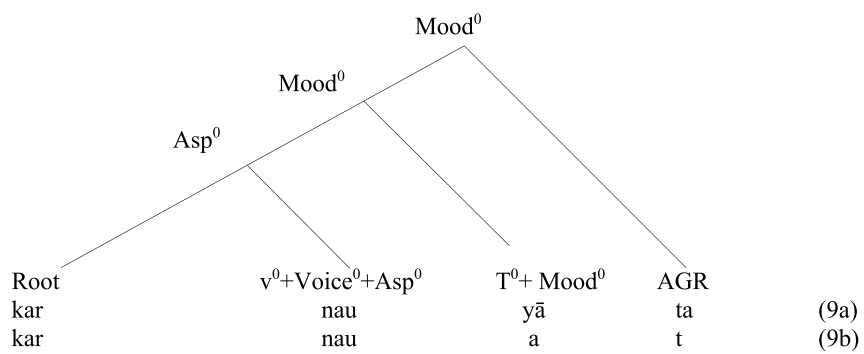 Mood⁰
Mood⁰
Asp⁰
Root v⁰+Voice⁰+Asp⁰ T⁰+ Mood⁰ AGR
kar nau yā ta (9a)
kar nau a t (9b)